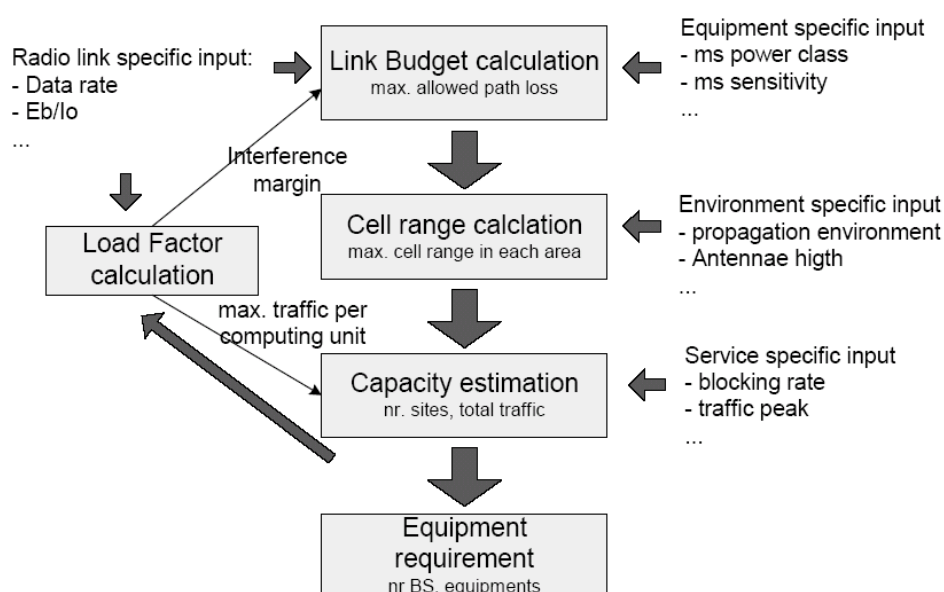 Radio link specific input:
- Data rate
- Eb/Io
...
Link Budget calculation
max. allowed path loss
Equipment specific input
- ms power class
- ms sensitivity
...
Interference
margin
Load Factor
calculation
Cell range calclation
max. cell range in each area
Environment specific input
- propagation environment
- Antennae higth
...
max. traffic per
computing unit
Capacity estimation
nr. sites, total traffic
Service specific input
- blocking rate
- traffic peak
...
Equipment
requirement
nr BS. equipments